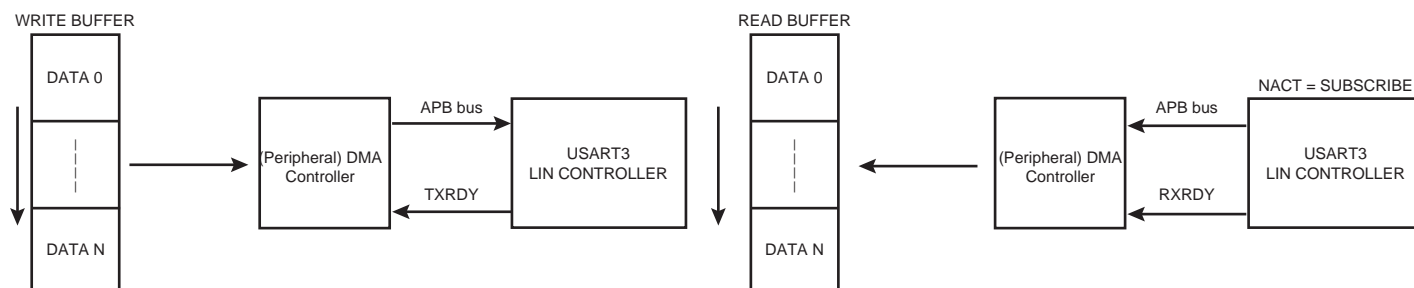 WRITE BUFFER
DATA 0
DATA N
(Peripheral) DMA
Controller
APB bus
TXRDY
USART3
LIN CONTROLLER
READ BUFFER
DATA 0
DATA N
(Peripheral) DMA
Controller
APB bus
RXRDY
NACT = SUBSCRIBE
USART3
LIN CONTROLLER